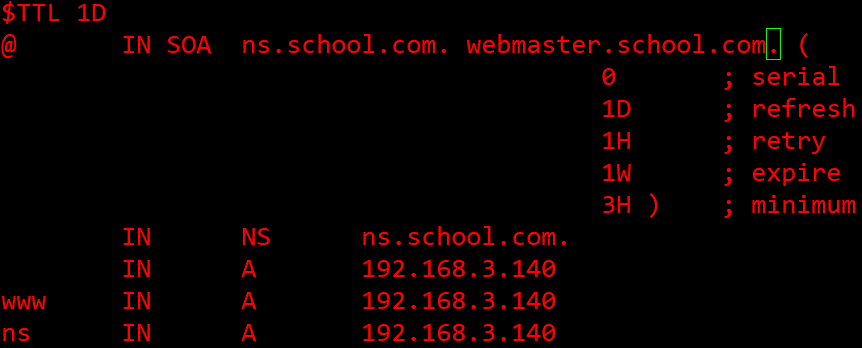 $TTL 1D
@ IN SOA ns.school.com. webmaster.school.com. (
0 ; serial
1D ; refresh
1H ; retry
1W ; expire
3H ) ; minimum
IN NS ns.school.com.
IN A 192.168.3.140
www IN A 192.168.3.140
ns IN A 192.168.3.140